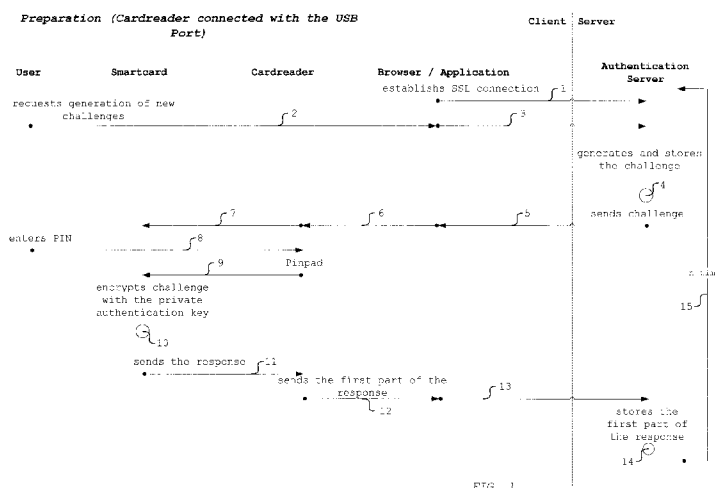 Preparation (Cardreader connected with the USB
Port)
Client
Server
User
Smartcard
Cardreader
Browser / Application
Authentication
Server
establishs SSL connection
1
requests generation of new
challenges
2
3
generates and stores
the challenge
4
7
6
5
sends challenge
enters PIN
8
9
Pinpad
n
15
encrypts challenge
with the private
authentication key
10
sends the response
11
sends the first part of the
response
12
13
stores the
first part of
the response
14
FIG. 1